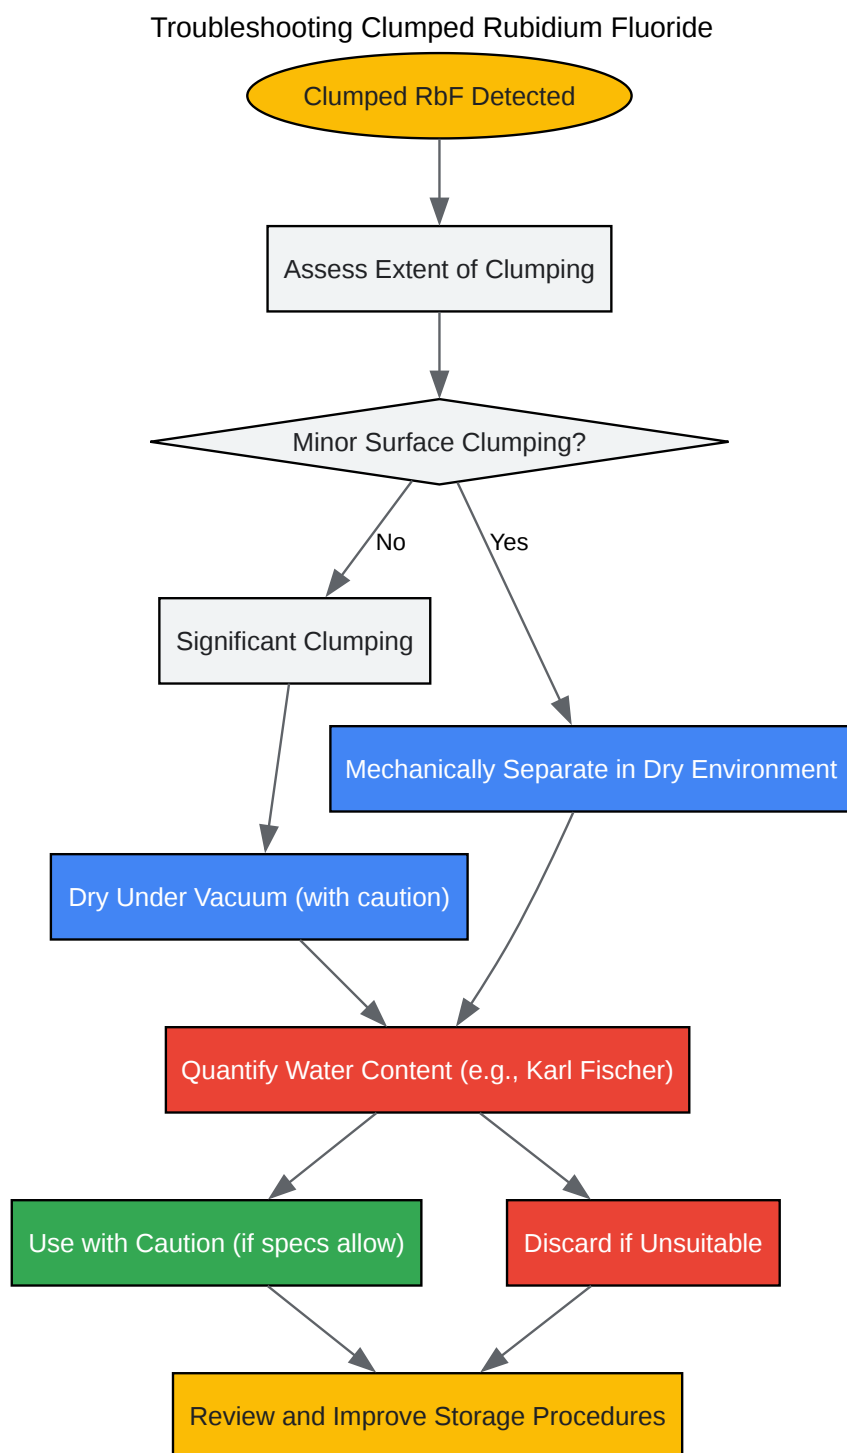 Troubleshooting Clumped Rubidium Fluoride
Clumped RbF Detected
Assess Extent of Clumping
Minor Surface Clumping?
No
Yes
Significant Clumping
Mechanically Separate in Dry Environment
Dry Under Vacuum (with caution)
Quantify Water Content (e.g., Karl Fischer)
Use with Caution (if specs allow)
Discard if Unsuitable
Review and Improve Storage Procedures